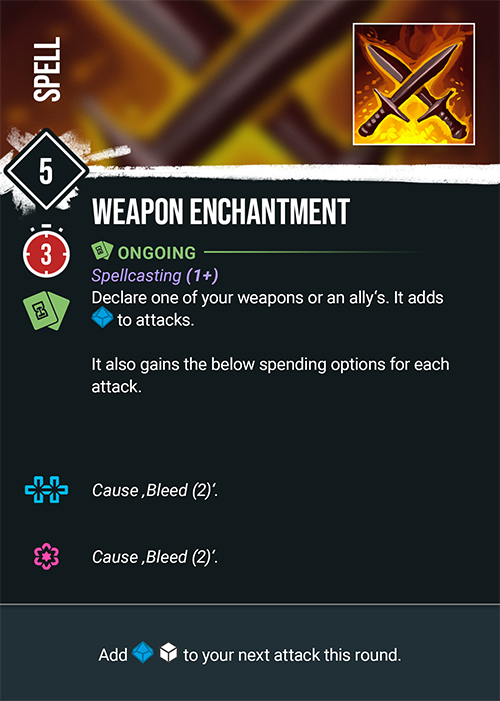 SPELL
5
WEAPON ENCHANTMENT
3
ONGOING
Spellcasting (1+)
Declare one of your weapons or an ally‘s. It adds
to attacks.
It also gains the below spending options for each
attack.
Cause ‚Bleed (2)‘.
Cause ‚Bleed (2)‘.
Add to your next attack this round.